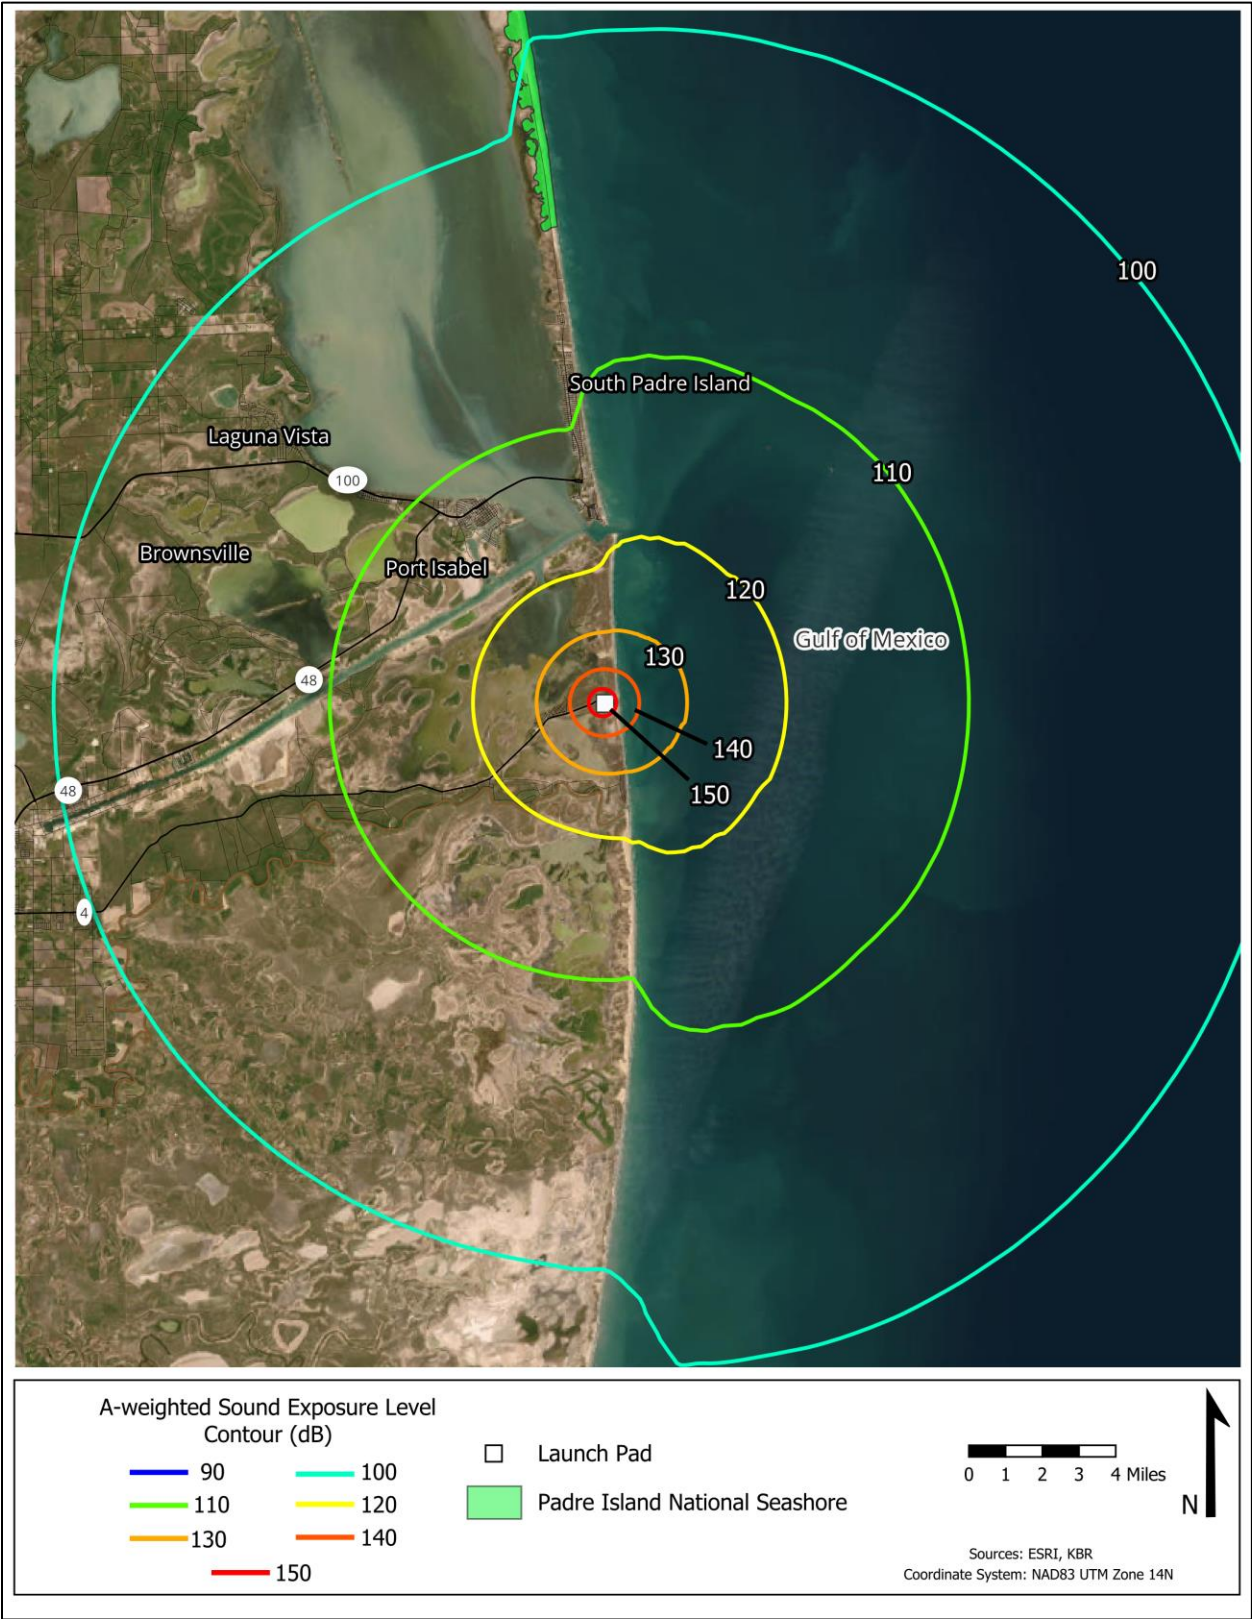 100
South Padre Island
Laguna Vista
110
100
Brownsville
Port Isabel
120
Gulf of Mexico
130
48
140
48
150
4
A-weighted Sound Exposure Level
Contour (dB)
90
100
110
120
130
140
150
Launch Pad
Padre Island National Seashore
0 1 2 3 4 Miles
N
Sources: ESRI, KBR
Coordinate System: NAD83 UTM Zone 14N